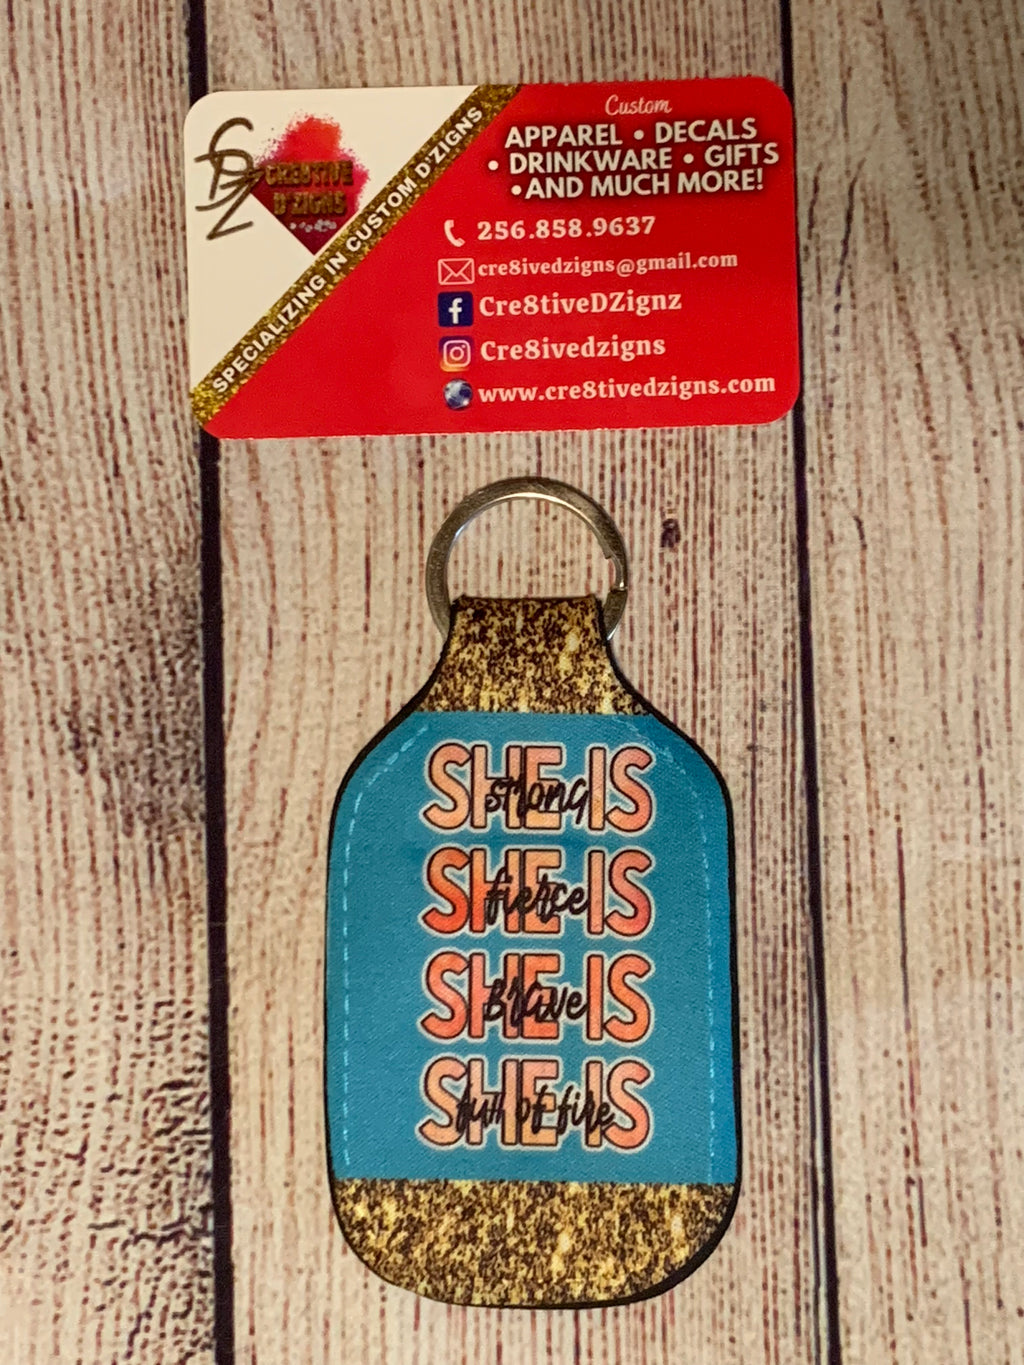 CDZ
CRE8TIVE
D'ZIGNS
SPECIALIZING IN CUSTOM D'ZIGNS
Custom
APPAREL • DECALS
• DRINKWARE • GIFTS
•AND MUCH MORE!
256.858.9637
cre8ivedzigns@gmail.com
f Cre8tiveDZignz
Cre8ivedzigns
www.cre8tivedzigns.com
SHE IS
strong
SHE IS
fierce
SHE IS
Brave
SHE IS
full of fire